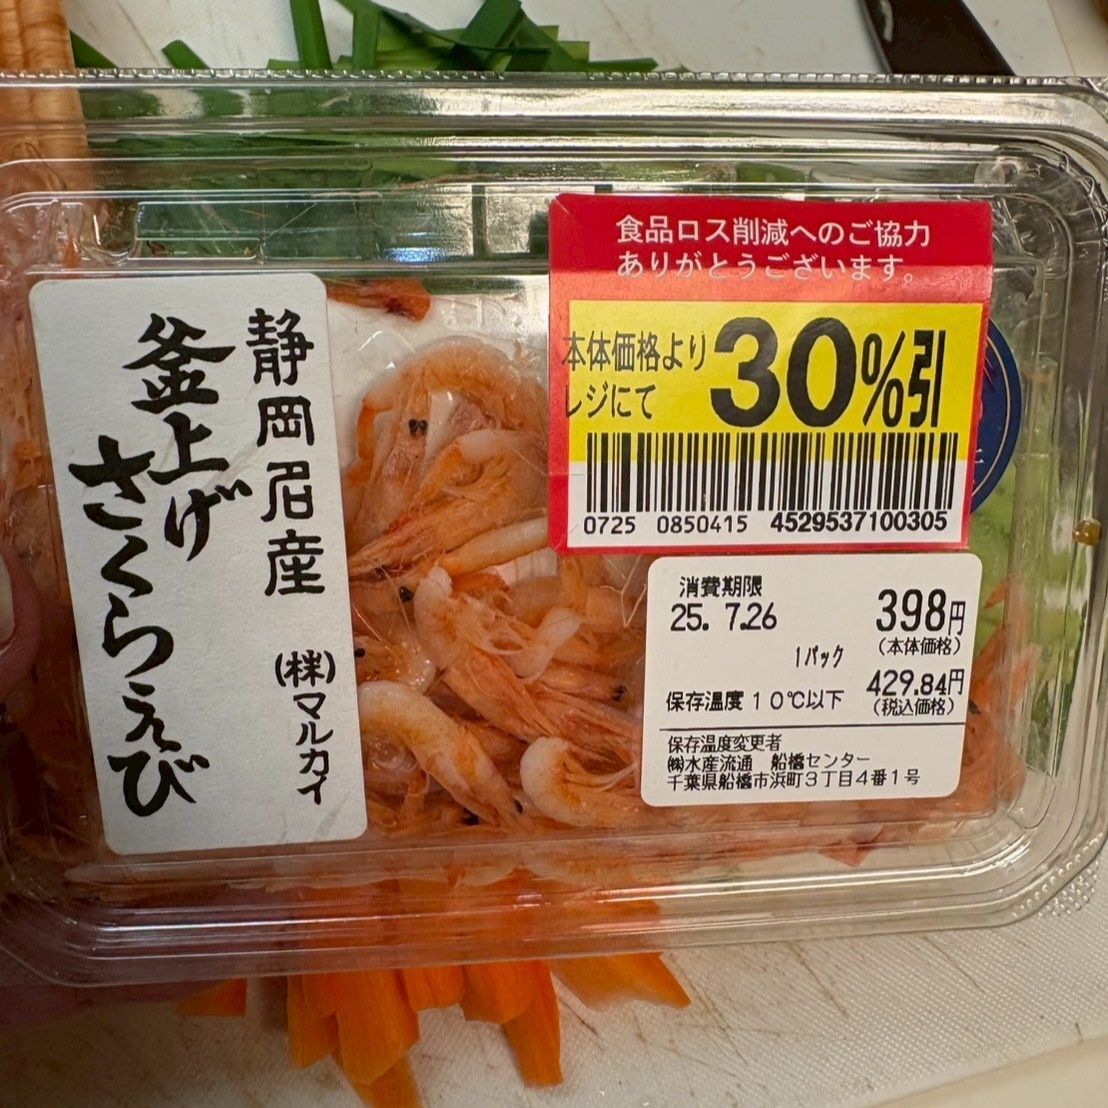 静岡名産
釜上げ
さくらえび
(株)マルカイ
食品ロス削減へのご協力
ありがとうございます。
本体価格より
レジにて
30%引
0725 0850415 4529537100305
消費期限
25. 7.26
398円
(本体価格)
1パック
429.84円
(税込価格)
保存温度 10℃以下
保存温度変更者
㈱水産流通 船橋センター
千葉県船橋市浜町3丁目4番1号